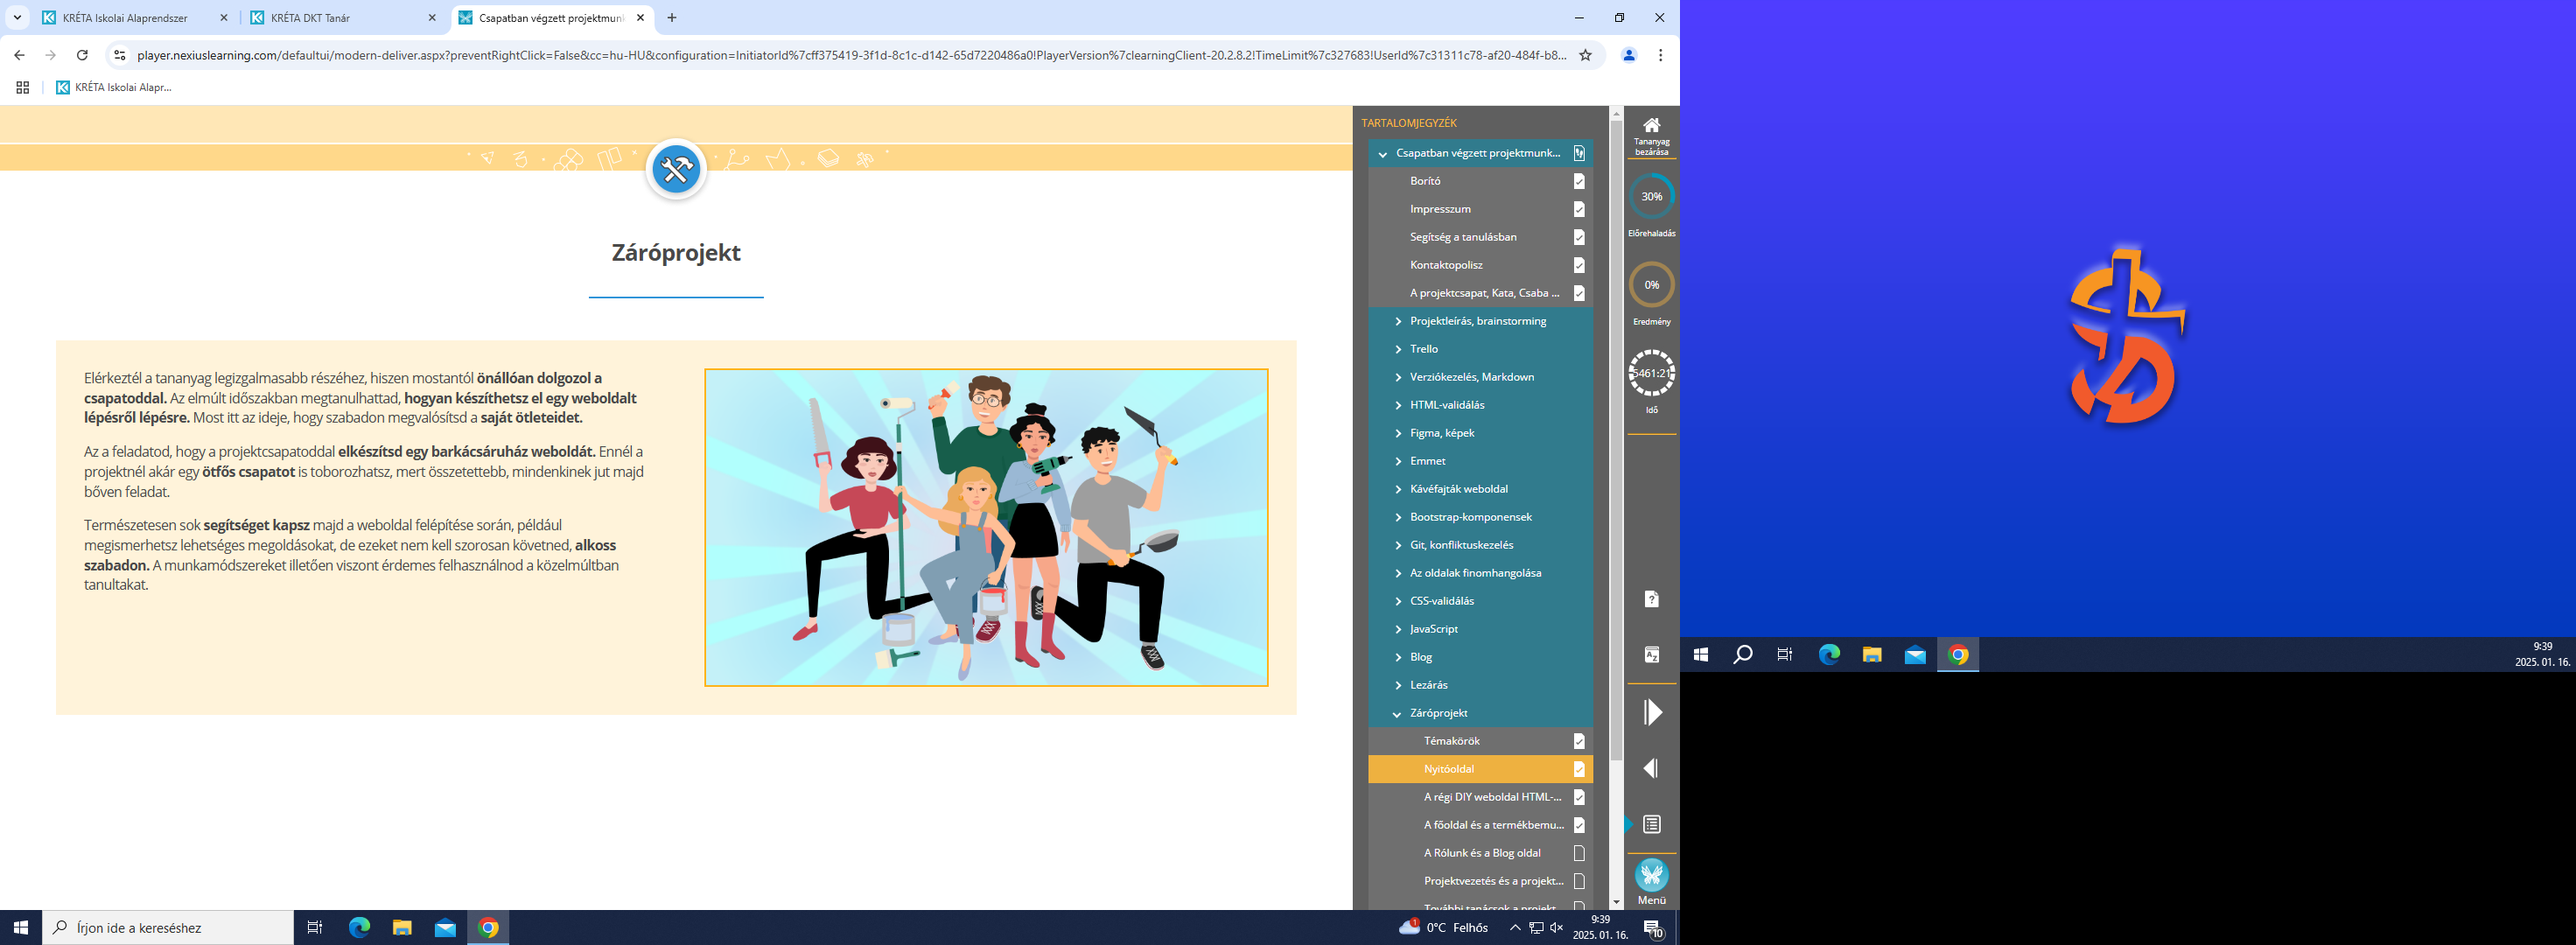 KRÉTA Iskolai Alaprendszer
KRÉTA DKT Tanár
Csapatban végzett projektmunk
player.nexiuslearning.com/defaultui/modern-deliver.aspx?preventRightClick=False&cc=hu-HU&configuration=InitiatorId%7cff375419-3f1d-8c1c-d142-65d7220486a0!PlayerVersion%7clearningClient-20.2.8.2!TimeLimit%7c327683!UserId%7c31311c78-af20-484f-b8...
KRÉTA Iskolai Alapr...
Záróprojekt
Elérkeztél a tananyag legizgalmasabb részéhez, hiszen mostantól önállóan dolgozol a
csapatoddal. Az elmúlt időszakban megtanulhattad, hogyan készíthetsz el egy weboldalt
lépésről lépésre. Most itt az ideje, hogy szabadon megvalósítsd a saját ötleteidet.
Az a feladatod, hogy a projektcsapatoddal elkészítsd egy barkácsáruház weboldát. Ennél a
projektnél akár egy ötfős csapatot is toborozhatsz, mert összetettebb, mindenkinek jut majd
bőven feladat.
Természetesen sok segítséget kapsz majd a weboldal felépítése során, például
megismerhetsz lehetséges megoldásokat, de ezeket nem kell szorosan követned, alkoss
szabadon. A munkamódszereket illetően viszont érdemes felhasználnod a közelmúltban
tanultakat.
TARTALOMJEGYZÉK
Csapatban végzett projektmunk...
Borító
Impresszum
Segítség a tanulásban
Kontaktopolisz
A projektcsapat, Kata, Csaba ...
Projektleírás, brainstorming
Trello
Verziókezelés, Markdown
HTML-validálás
Figma, képek
Emmet
Kávéfajták weboldal
Bootstrap-komponensek
Git, konfliktuskezelés
Az oldalak finomhangolása
CSS-validálás
JavaScript
Blog
Lezárás
Záróprojekt
Témakörök
Nyitóoldal
A régi DIY weboldal HTML-...
A főoldal és a termékbemu...
A Rólunk és a Blog oldal
Projektvezetés és a projekt...
További tanácsok a projekt
Tananyag
bezárása
30%
Előrehaladás
0%
Eredmény
5461:21
Idő
Menü
Írjon ide a kereséshez
1
0°C Felhős
9:39
2025. 01. 16.
10
9:39
2025. 01. 16.